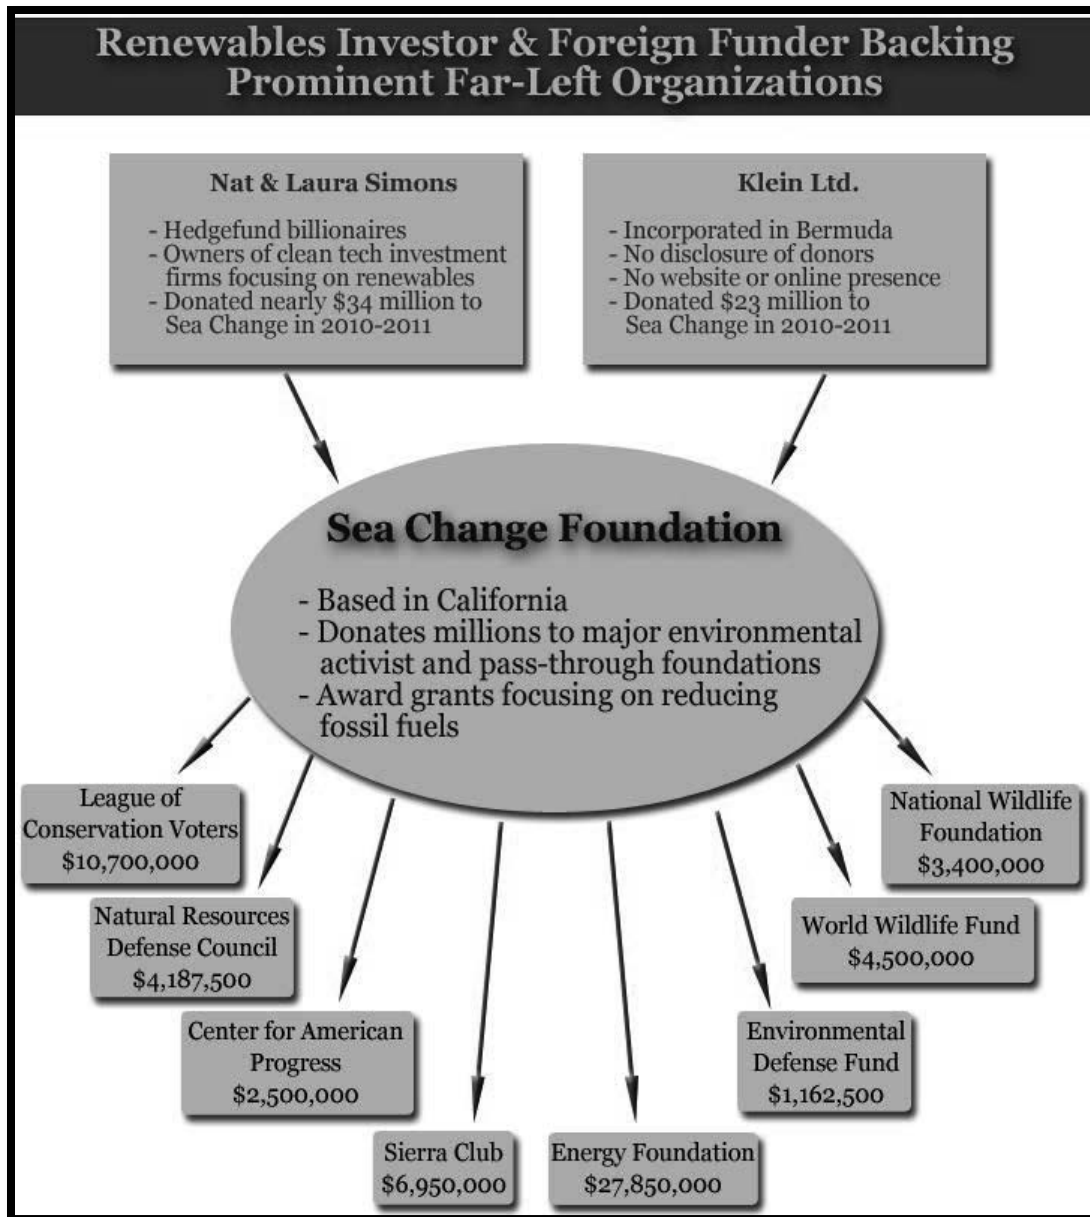 Renewables Investor & Foreign Funder Backing
Prominent Far-Left Organizations
Nat & Laura Simons
- Hedgefund billionaires
- Owners of clean tech investment
firms focusing on renewables
- Donated nearly $34 million to
Sea Change in 2010-2011
Klein Ltd.
- Incorporated in Bermuda
- No disclosure of donors
- No website or online presence
- Donated $23 million to
Sea Change in 2010-2011
Sea Change Foundation
- Based in California
- Donates millions to major environmental
activist and pass-through foundations
- Award grants focusing on reducing
fossil fuels
League of
Conservation Voters
$10,700,000
Natural Resources
Defense Council
$4,187,500
Center for American
Progress
$2,500,000
Sierra Club
$6,950,000
Energy Foundation
$27,850,000
Environmental
Defense Fund
$1,162,500
World Wildlife Fund
$4,500,000
National Wildlife
Foundation
$3,400,000